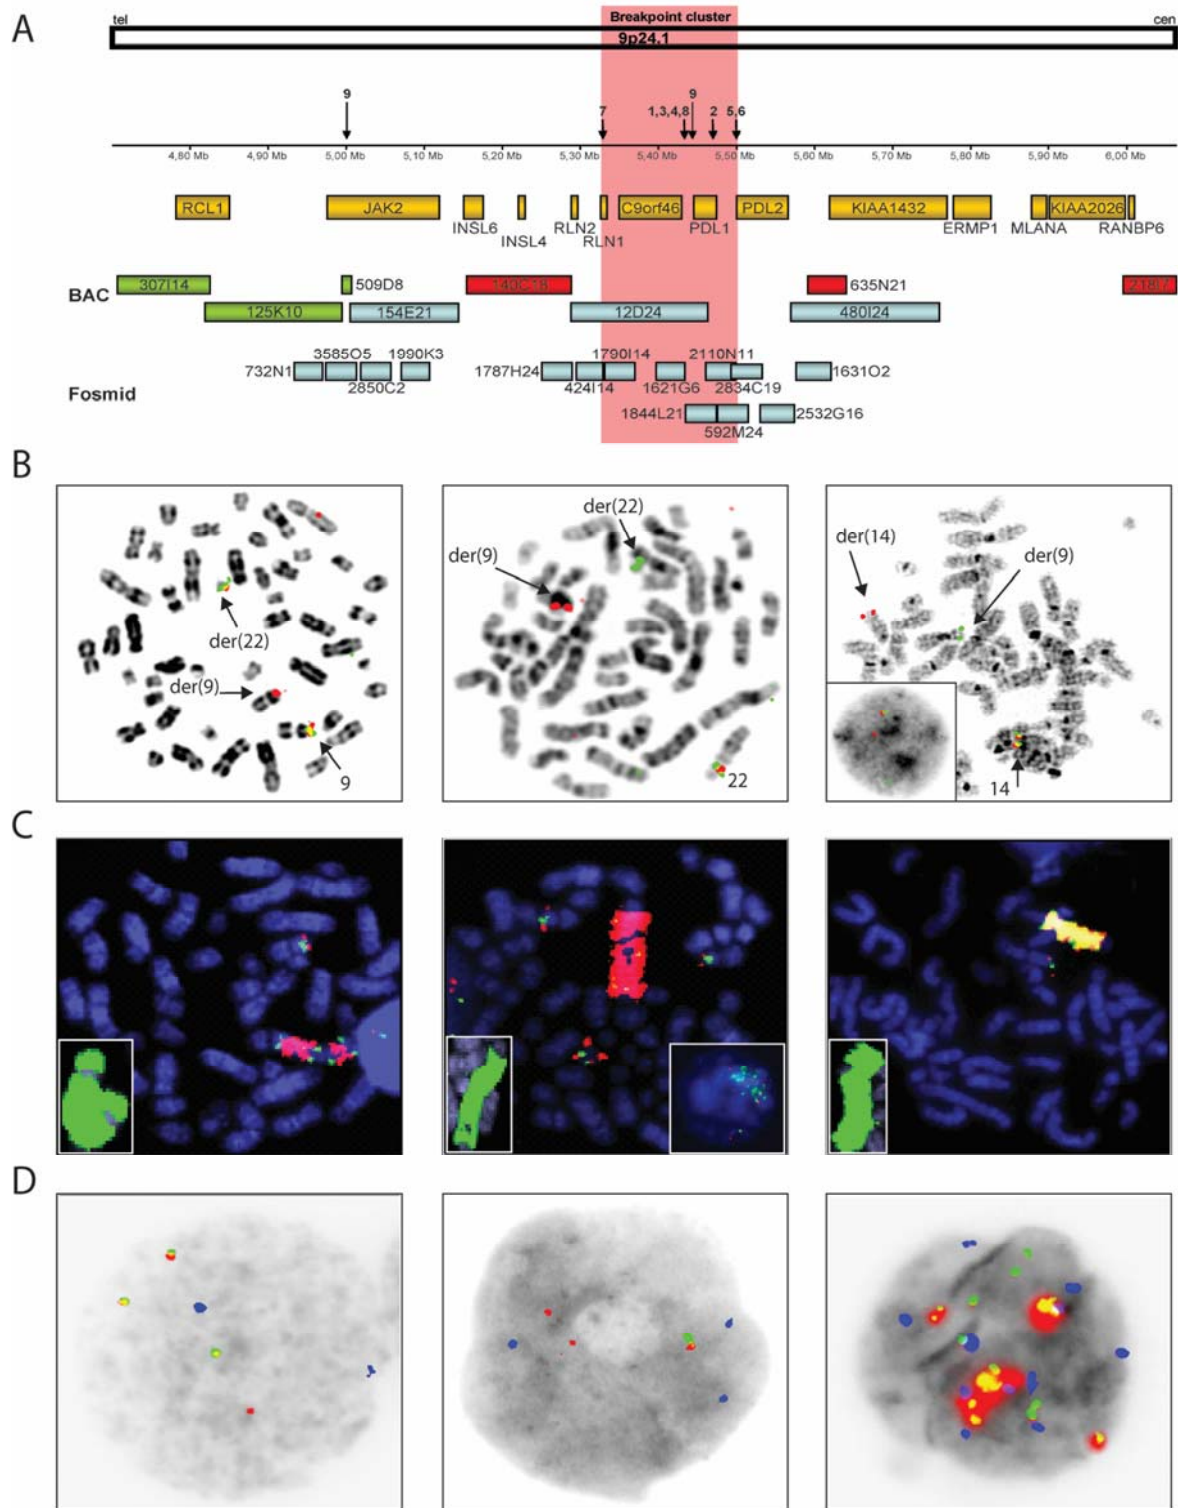 A
tel
Breakpoint cluster
cen
9p24.1
9
9
7
1,3,4,8
2
5,6
4,80 Mb 4,90 Mb 5,00 Mb 5,10 Mb 5,20 Mb 5,30 Mb 5,40 Mb 5,50 Mb 5,60 Mb 5,70 Mb 5,80 Mb 5,90 Mb 6,00 Mb
RCL1 JAK2 C9orf46 PDL2 KIAA1432 KIAA2026
INSL6 RLN2 PDL1 ERMP1 MLANA RANBP6
INSL4 RLN1
307I14 509D8 140C18 635N21 218I7
BAC
125K10 154E21 12D24 480I24
3585O5 1990K3 1790I14 2110N11
732N1 1787H24 1631O2
2850C2 424I14 1621G6 2834C19
Fosmid
1844L21 2532G16
592M24
B
der(22)
der(9)
9
der(22)
der(9)
22
der(14)
der(9)
14
C
D